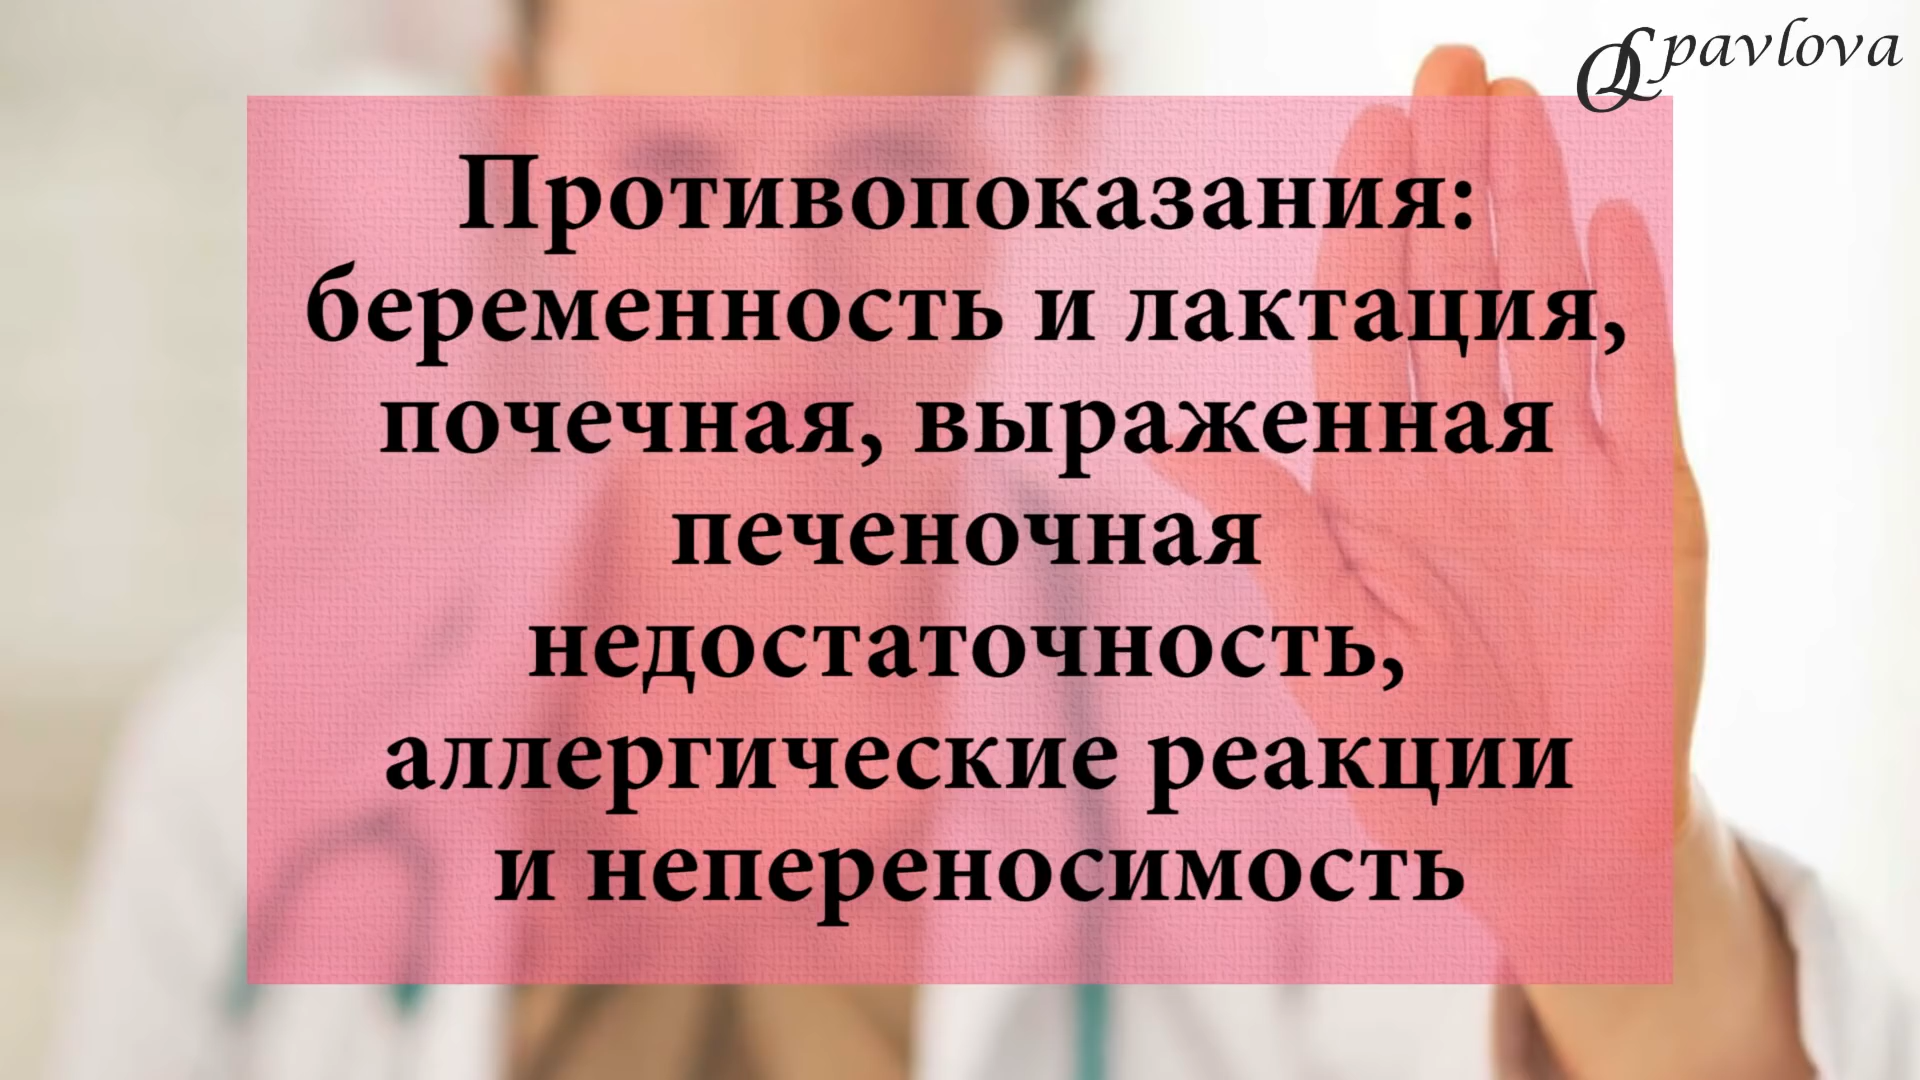 pavlova
Противопоказания:
беременность и лактация,
почечная, выраженная
печеночная
недостаточность,
аллергические реакции
и непереносимость